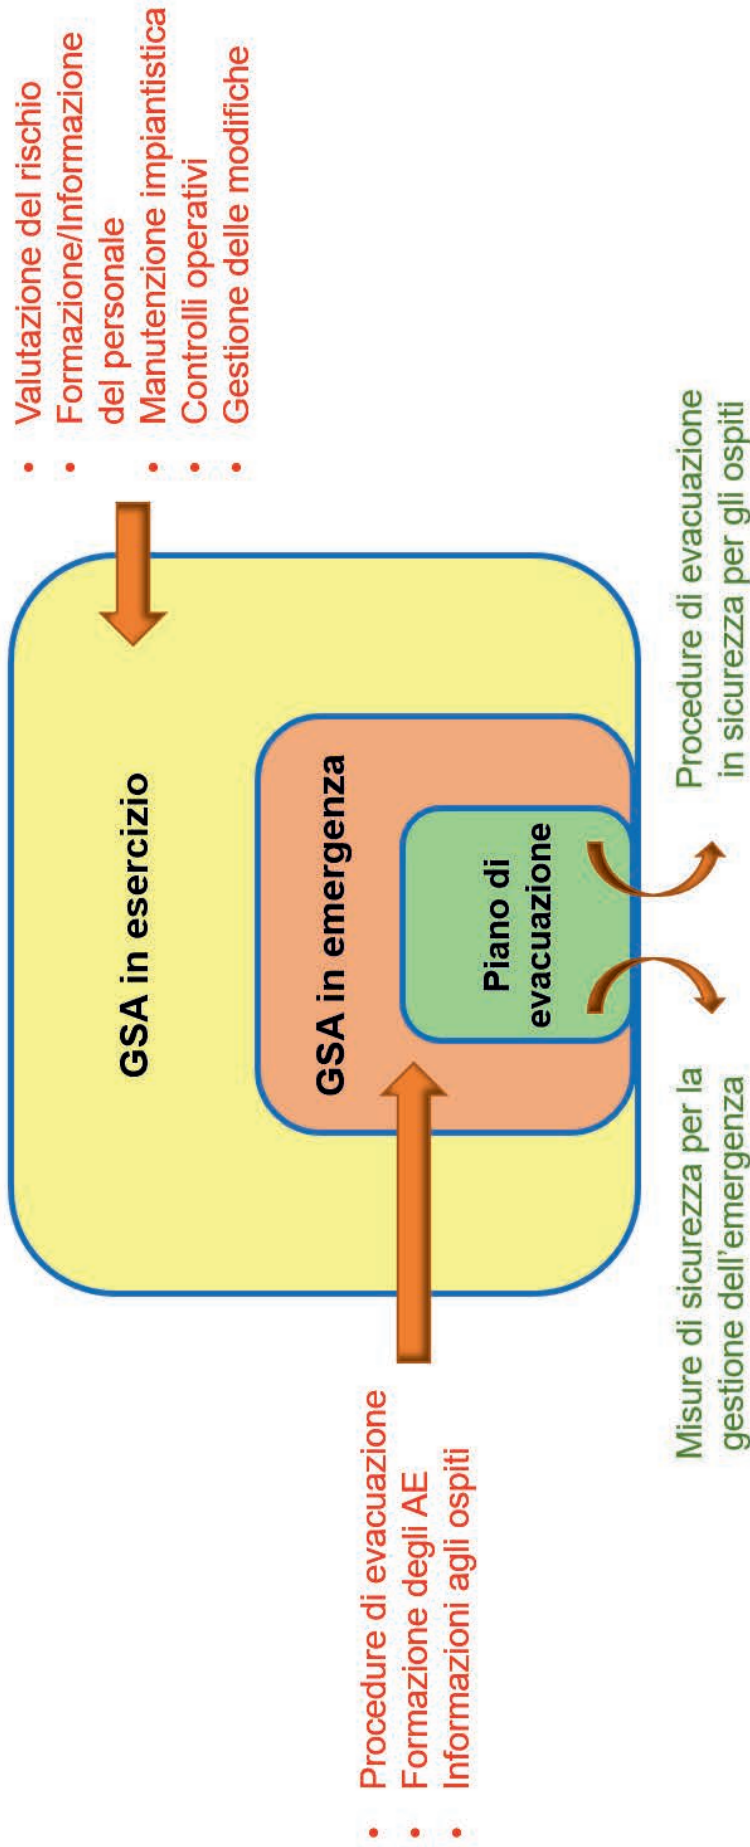 • Valutazione del rischio
• Formazione/Informazione
del personale
• Manutenzione impiantistica
• Controlli operativi
• Gestione delle modifiche
GSA in esercizio
GSA in emergenza
Piano di
evacuazione
• Procedure di evacuazione
• Formazione degli AE
• Informazioni agli ospiti
Misure di sicurezza per la
gestione dell'emergenza
Procedure di evacuazione
in sicurezza per gli ospiti